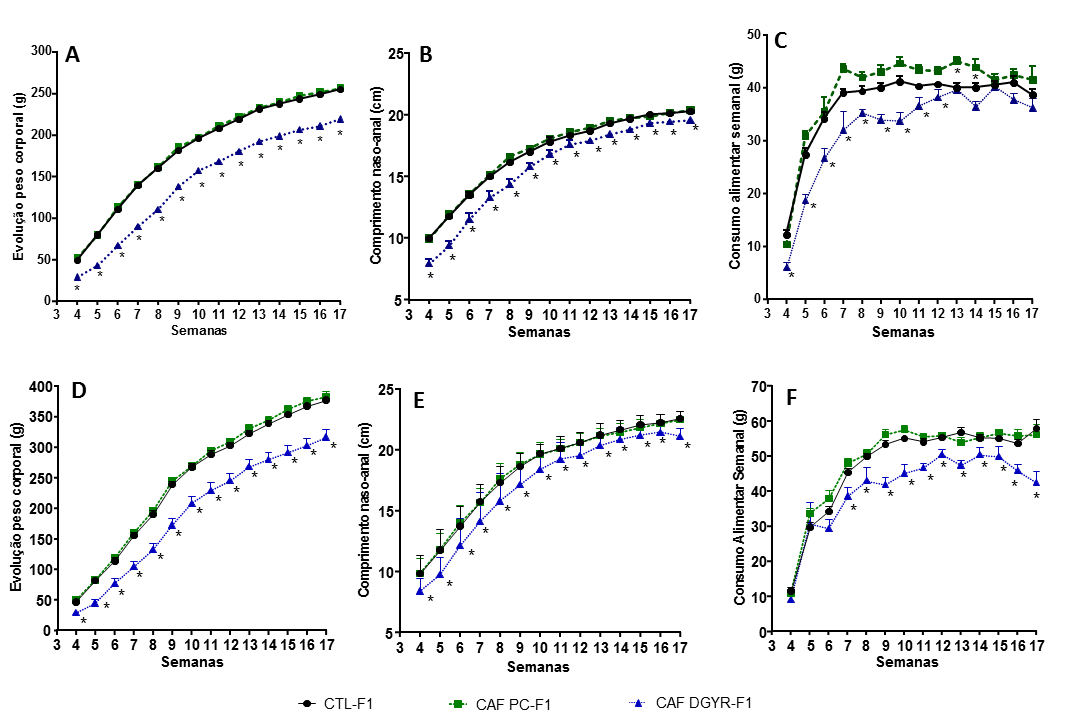 A
Evolução peso corporal (g)
300
250
200
150
100
50
0
3 4 5 6 7 8 9 10 11 12 13 14 15 16 17
Semanas
* * * * * * * * * * * * * *
B
Comprimento naso-anal (cm)
25
20
15
10
5
3 4 5 6 7 8 9 10 11 12 13 14 15 16 17
Semanas
* * * * * * * * * * * * * *
C
Consumo alimentar semanal (g)
50
40
30
20
10
0
3 4 5 6 7 8 9 10 11 12 13 14 15 16 17
Semanas
* * * * * * * * * * *
D
Evolução peso corporal (g)
400
350
300
250
200
150
100
50
0
3 4 5 6 7 8 9 10 11 12 13 14 15 16 17
Semanas
* * * * * * * * * * * * * *
E
Comprimento naso-anal (cm)
25
20
15
10
5
3 4 5 6 7 8 9 10 11 12 13 14 15 16 17
Semanas
* * * * * * * * * * * * * *
F
Consumo Alimentar Semanal (g)
70
60
50
40
30
20
10
0
3 4 5 6 7 8 9 10 11 12 13 14 15 16 17
Semanas
* * * * * * * * * * *
CTL-F1 CAF PC-F1 CAF DGYR-F1